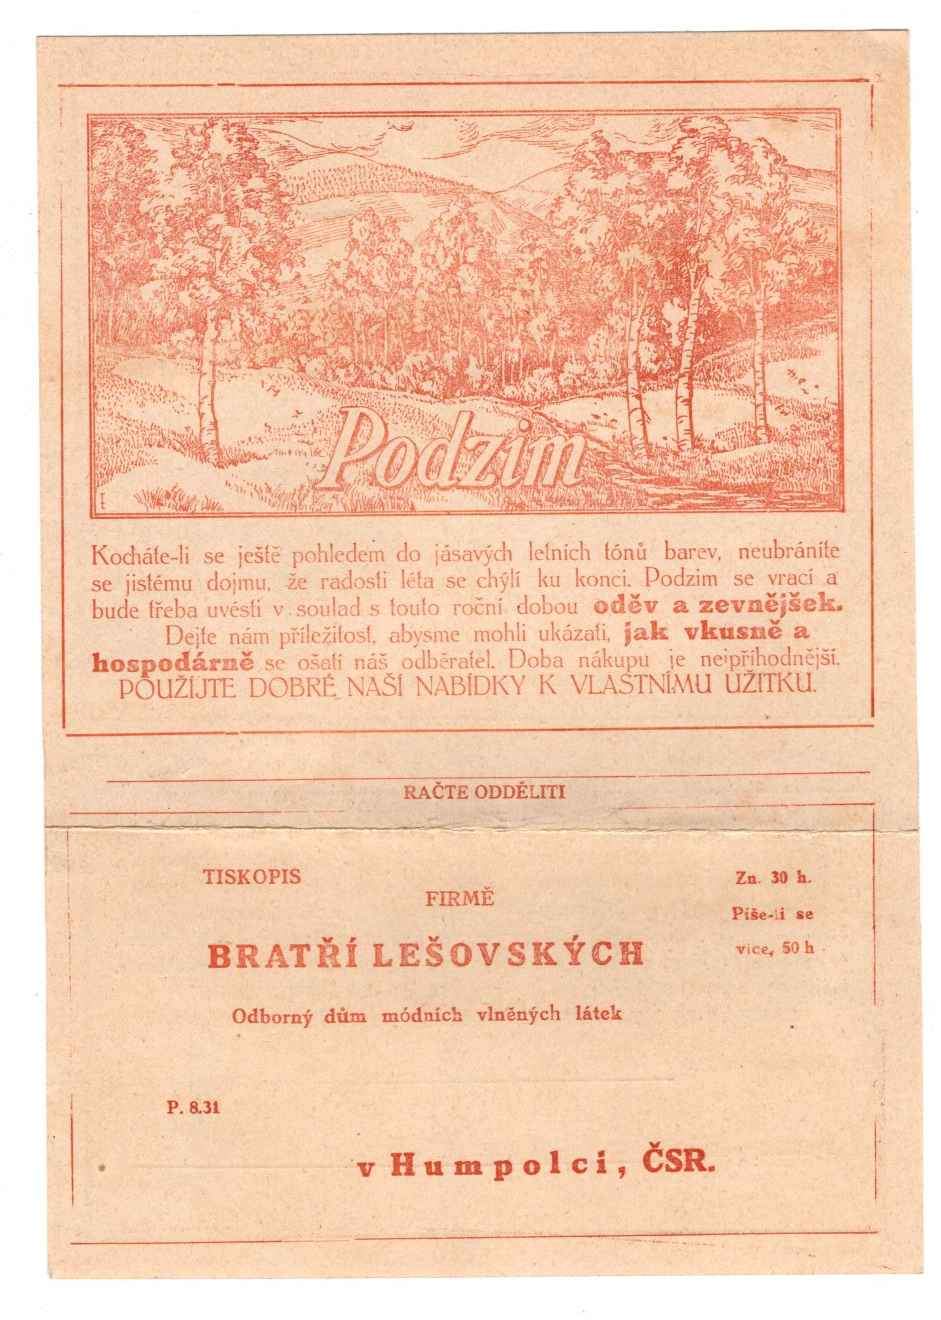 Podzim
Kocháte-li se ještě pohledem do jásavých letních tónů barev, neubráníte
se jistému dojmu, že radosti léta se chýlí ku konci. Podzim se vrací a
bude třeba uvésti v soulad s touto roční dobou oděv a zevnějšek.
Dejte nám příležitost, abysme mohli ukázati, jak vkusně a
hospodárně se ošatí náš odběratel. Doba nákupu je nejpříhodnější.
POUŽIJTE DOBRÉ NAŠÍ NABÍDKY K VLASTNÍMU UŽITKU.
RAČTE ODDĚLITI
TISKOPIS
Zn. 30 h.
FIRMĚ
Píše-li se
BRATŘÍ LEŠOVSKÝCH
více, 50 h
Odborný dům módních vlněných látek
P. 8.31
v Humpolci, ČSR.